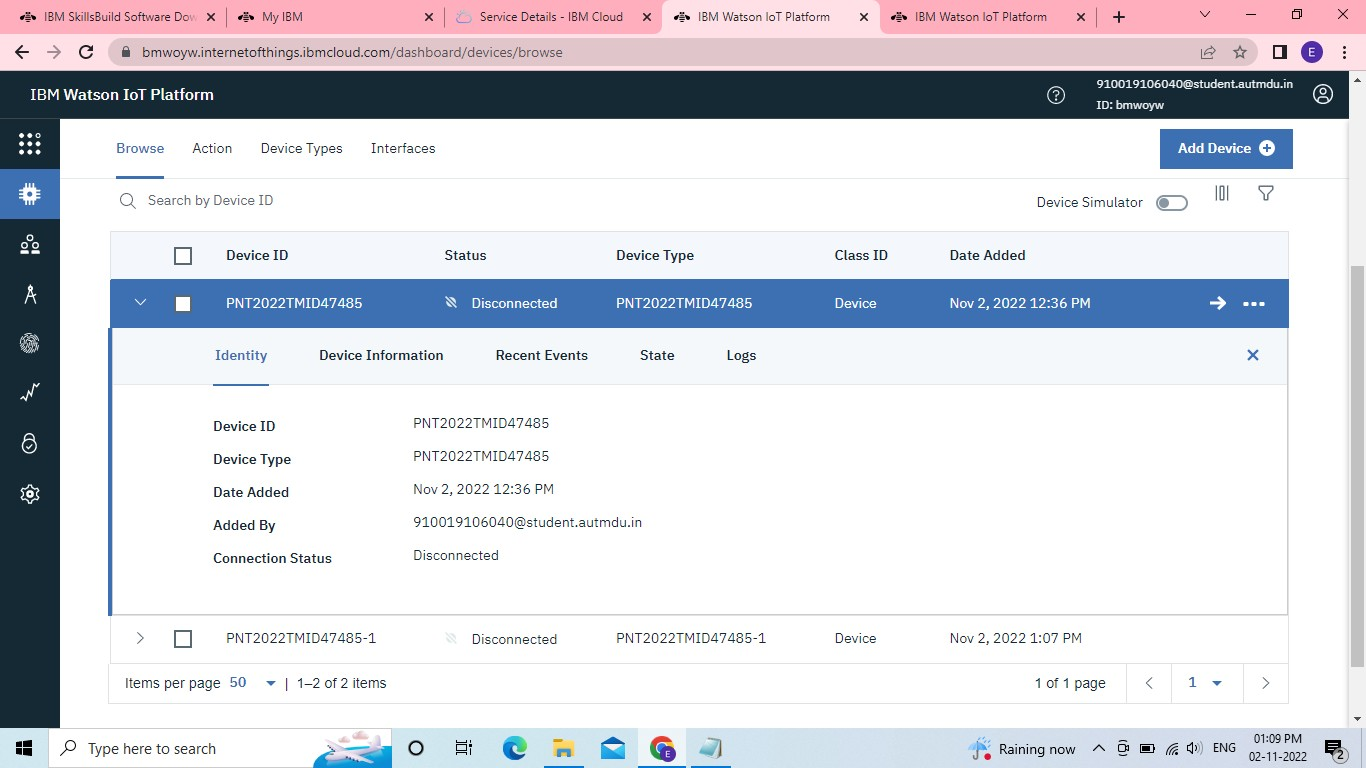 IBM SkillsBuild Software Dow
My IBM
Service Details - IBM Cloud
IBM Watson IoT Platform
IBM Watson IoT Platform
bmwoyw.internetofthings.ibmcloud.com/dashboard/devices/browse
E
IBM Watson IoT Platform
910019106040@student.autmdu.in
ID: bmwoyw
Browse Action Device Types Interfaces
Add Device
Search by Device ID
Device Simulator
Device ID Status Device Type Class ID Date Added
PNT2022TMID47485 Disconnected PNT2022TMID47485 Device Nov 2, 2022 12:36 PM
Identity Device Information Recent Events State Logs
Device ID PNT2022TMID47485
Device Type PNT2022TMID47485
Date Added Nov 2, 2022 12:36 PM
Added By 910019106040@student.autmdu.in
Connection Status Disconnected
PNT2022TMID47485-1 Disconnected PNT2022TMID47485-1 Device Nov 2, 2022 1:07 PM
Items per page 50 | 1–2 of 2 items
1 of 1 page
1
Type here to search
E
Raining now
ENG
01:09 PM
02-11-2022
2